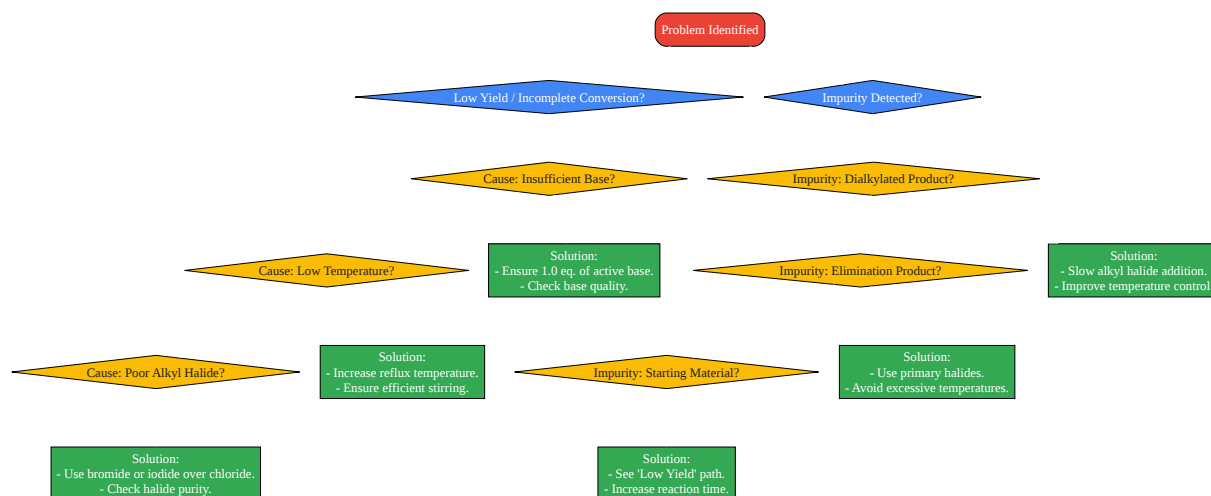 Problem Identified
Low Yield / Incomplete Conversion?
Impurity Detected?
Cause: Insufficient Base?
Impurity: Dialkylated Product?
Cause: Low Temperature?
Solution:
- Ensure 1.0 eq. of active base.
- Check base quality.
Impurity: Elimination Product?
Solution:
- Slow alkyl halide addition.
- Improve temperature control
Cause: Poor Alkyl Halide?
Solution:
- Increase reflux temperature.
- Ensure efficient stirring.
Impurity: Starting Material?
Solution:
- Use primary halides.
- Avoid excessive temperatures.
Solution:
- Use bromide or iodide over chloride.
- Check halide purity.
Solution:
- See 'Low Yield' path.
- Increase reaction time.